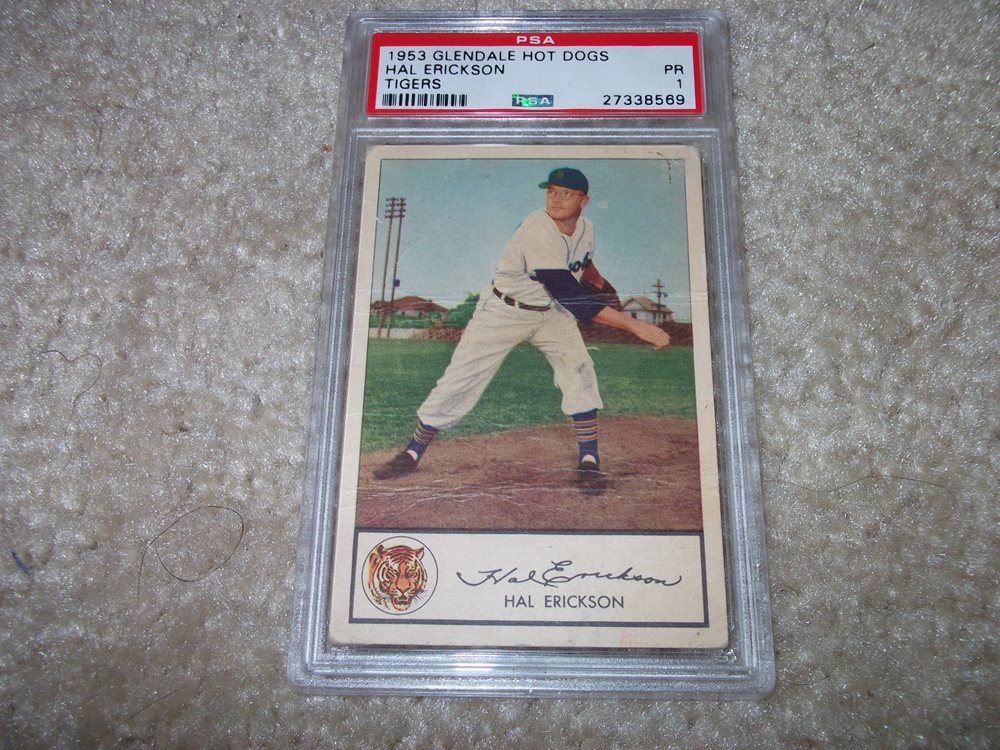 PSA
1953 GLENDALE HOT DOGS
HAL ERICKSON PR
TIGERS 1
PSA 27338569
Hal Erickson
HAL ERICKSON